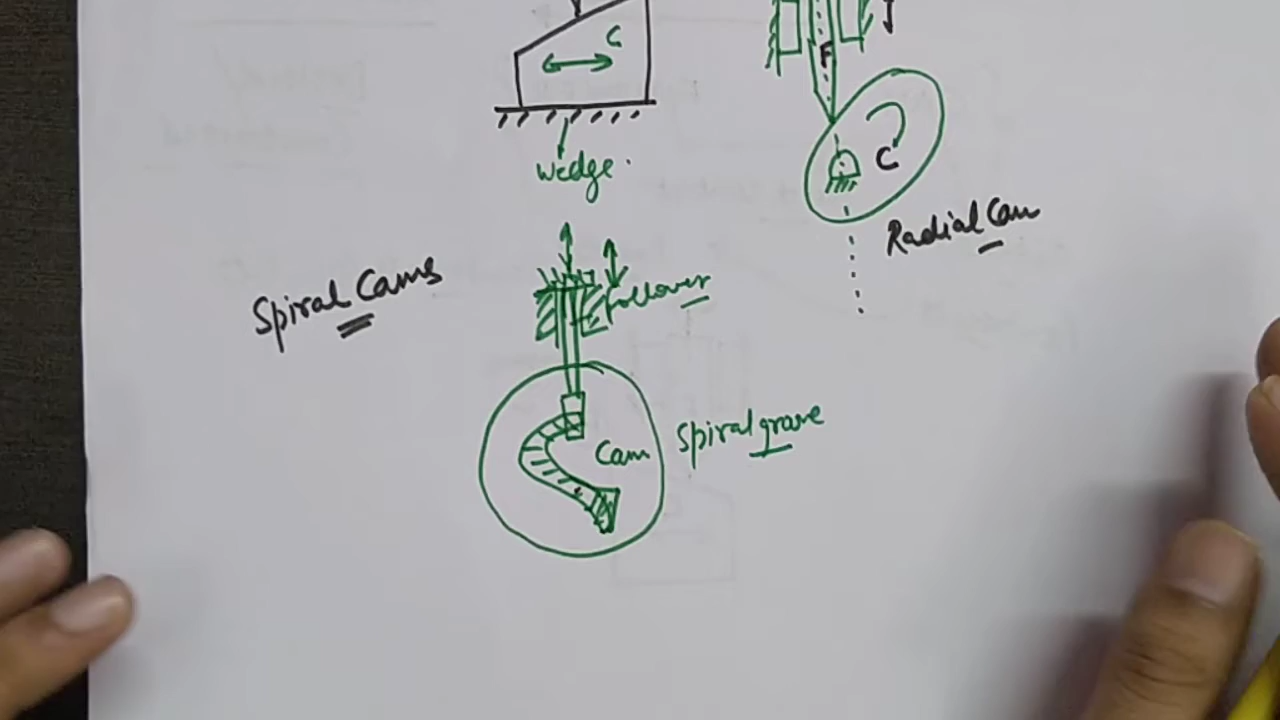 C
F
wedge.
C
Radial Cam
Spiral Cams
follower
Cam
Spiral grove